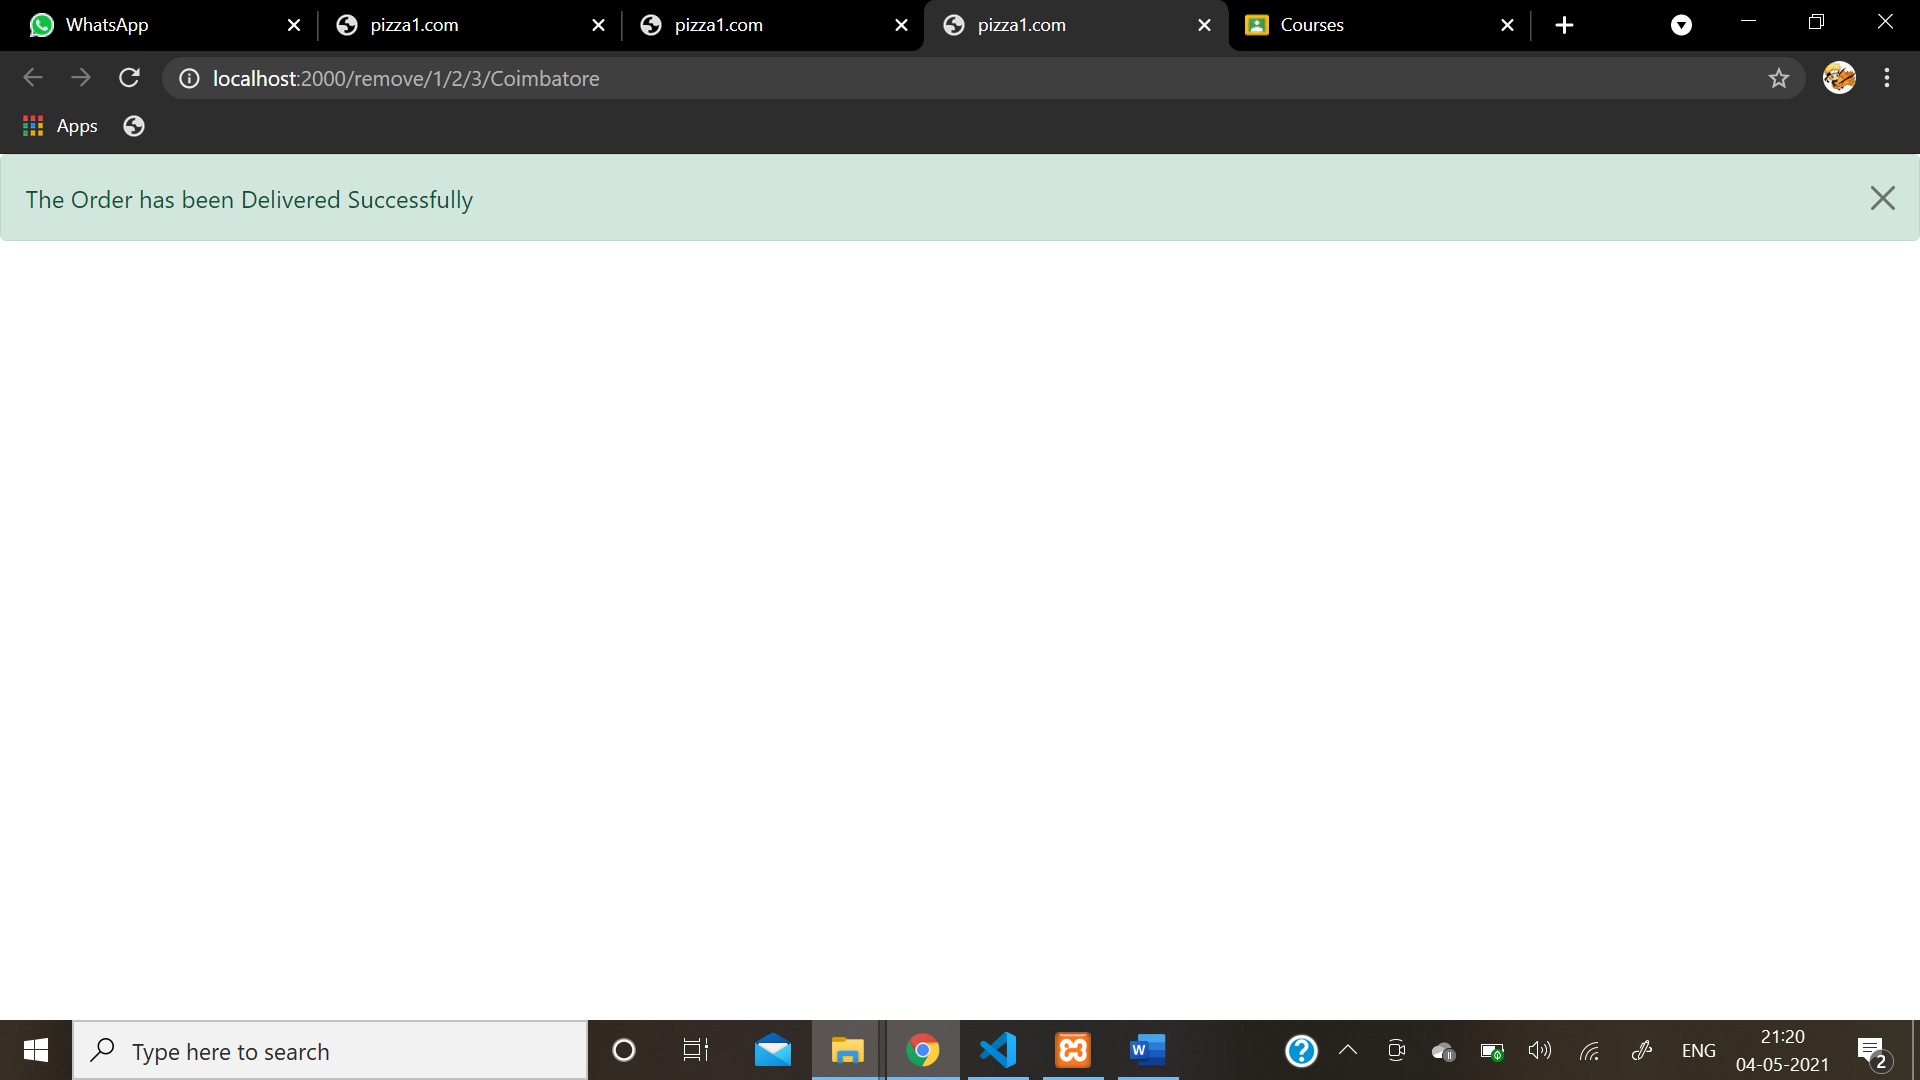 WhatsApp
pizza1.com
pizza1.com
pizza1.com
Courses
localhost:2000/remove/1/2/3/Coimbatore
Apps
The Order has been Delivered Successfully
Type here to search
W
?
ENG
21:20
04-05-2021
2